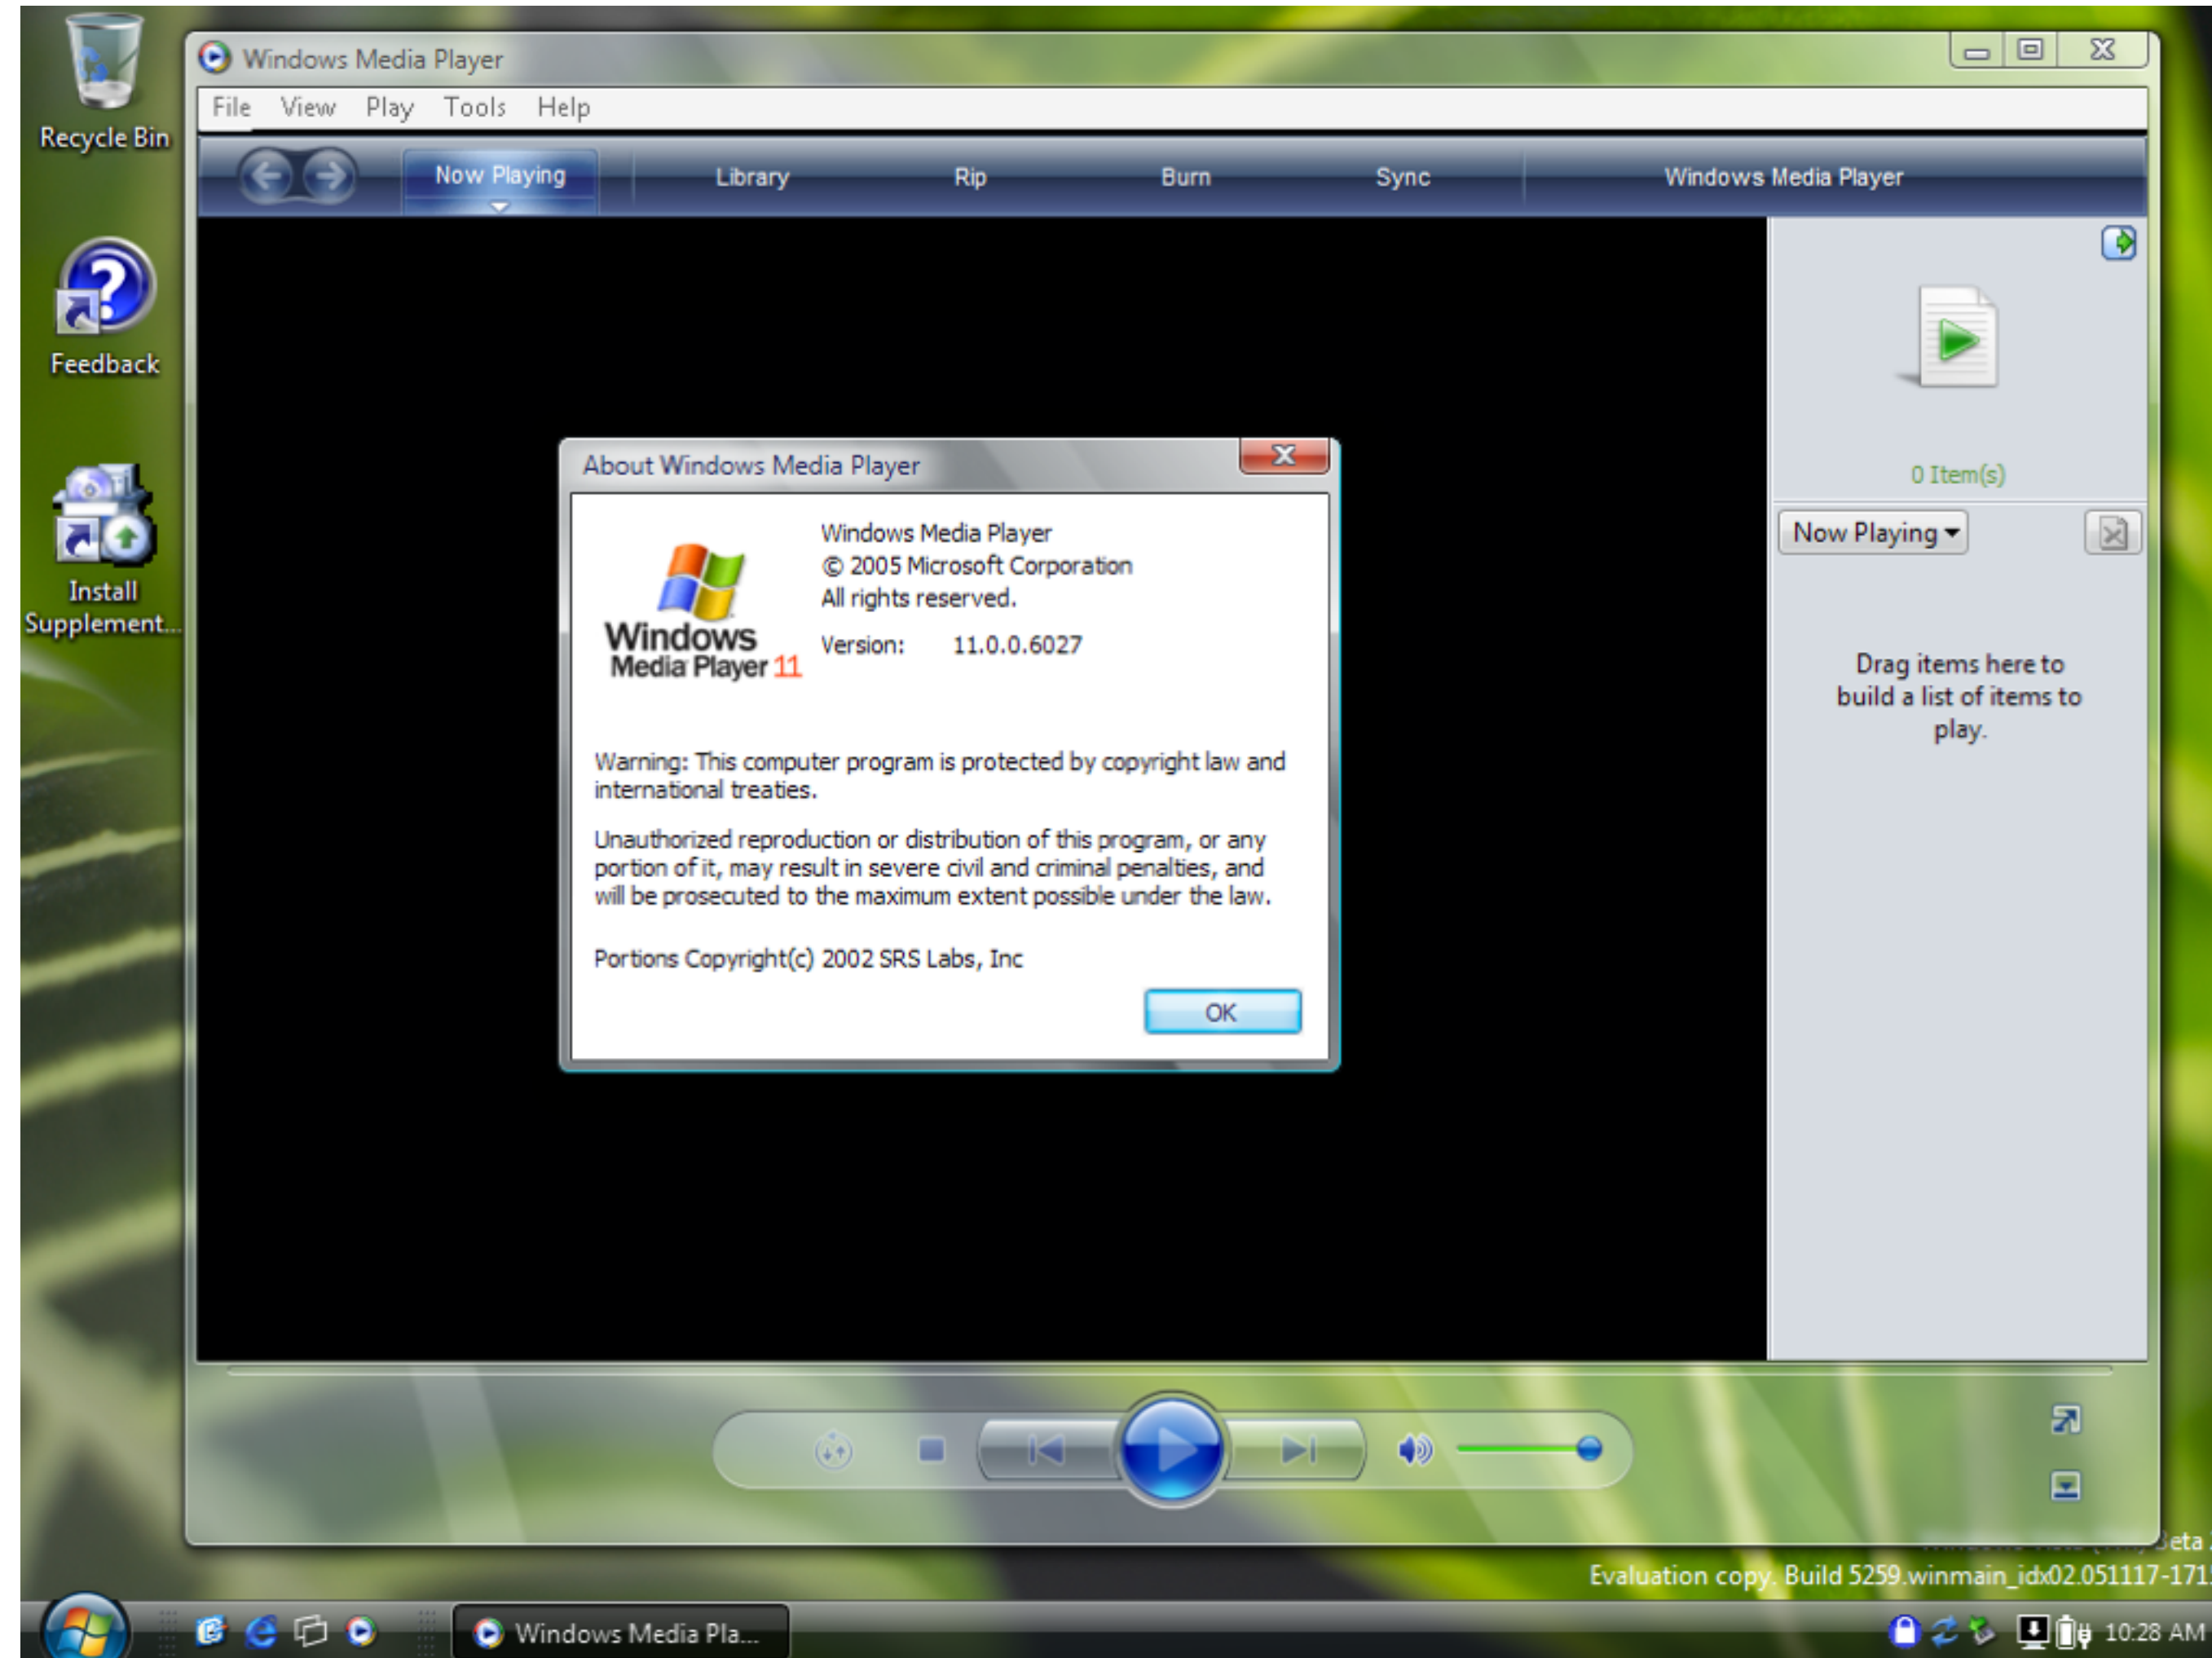 Recycle Bin
Feedback
Install
Supplement...
Windows Media Player
File View Play Tools Help
Now Playing Library Rip Burn Sync Windows Media Player
0 Item(s)
Now Playing
Drag items here to
build a list of items to
play.
About Windows Media Player
Windows
Media Player 11
Windows Media Player
© 2005 Microsoft Corporation
All rights reserved.
Version: 11.0.0.6027
Warning: This computer program is protected by copyright law and
international treaties.
Unauthorized reproduction or distribution of this program, or any
portion of it, may result in severe civil and criminal penalties, and
will be prosecuted to the maximum extent possible under the law.
Portions Copyright(c) 2002 SRS Labs, Inc
OK
Evaluation copy. Build 5259.winmain_idx02.051117-171
Windows Media Pla...
10:28 AM